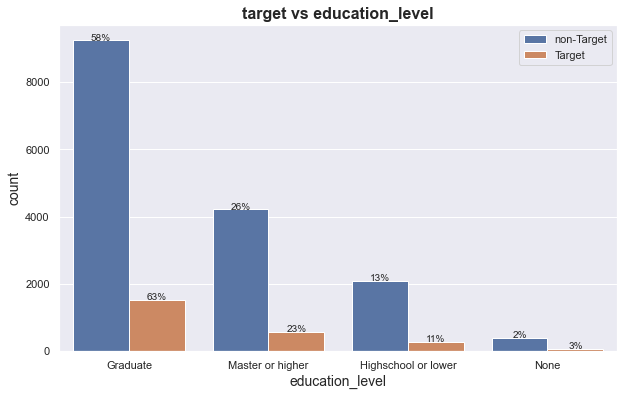 target vs education_level
non-Target
Target
58%
63%
26%
23%
13%
11%
2%
3%
8000
6000
4000
2000
0
count
Graduate
Master or higher
Highschool or lower
None
education_level